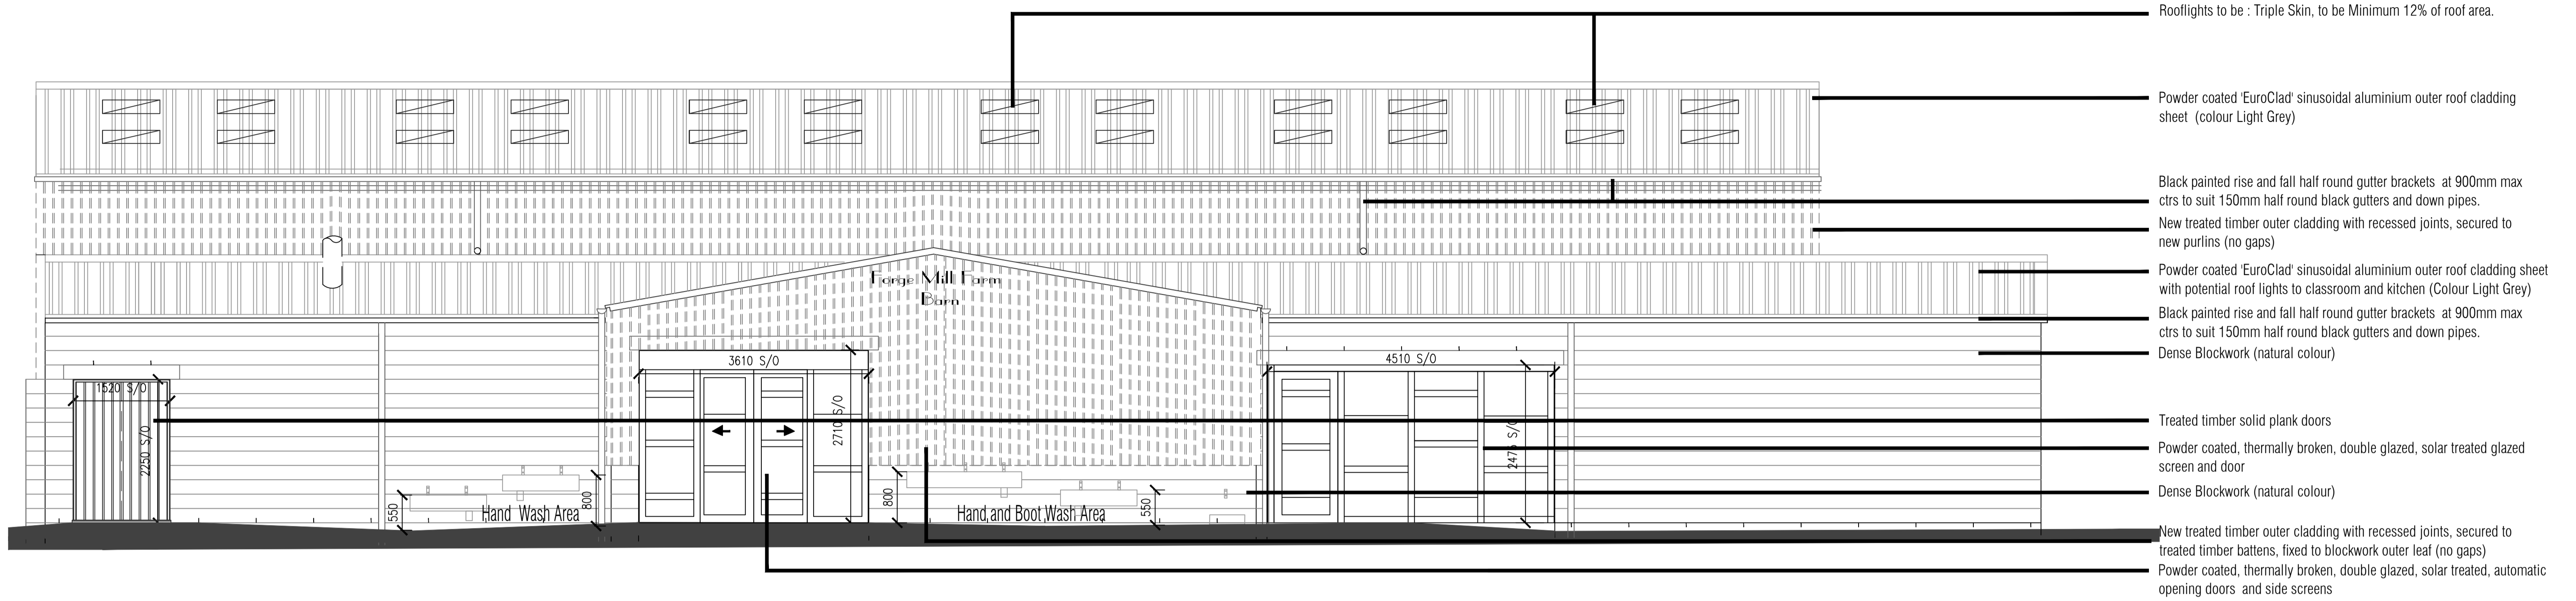 Rooflights to be : Triple Skin, to be Minimum 12% of roof area.
Powder coated 'EuroClad' sinusoidal aluminium outer roof cladding
sheet (colour Light Grey)
Black painted rise and fall half round gutter brackets at 900mm max
ctrs to suit 150mm half round black gutters and down pipes.
New treated timber outer cladding with recessed joints, secured to
new purlins (no gaps)
Powder coated 'EuroClad' sinusoidal aluminium outer roof cladding sheet
with potential roof lights to classroom and kitchen (Colour Light Grey)
Black painted rise and fall half round gutter brackets at 900mm max
ctrs to suit 150mm half round black gutters and down pipes.
Dense Blockwork (natural colour)
Treated timber solid plank doors
Powder coated, thermally broken, double glazed, solar treated glazed
screen and door
Dense Blockwork (natural colour)
New treated timber outer cladding with recessed joints, secured to
treated timber battens, fixed to blockwork outer leaf (no gaps)
Powder coated, thermally broken, double glazed, solar treated, automatic
opening doors and side screens
Forge Mill Farm
Barn
1520 S/O
2250 S/O
550
Hand Wash Area
800
3610 S/O
2710 S/O
800
Hand and Boot Wash Area
550
4510 S/O
2475 S/O